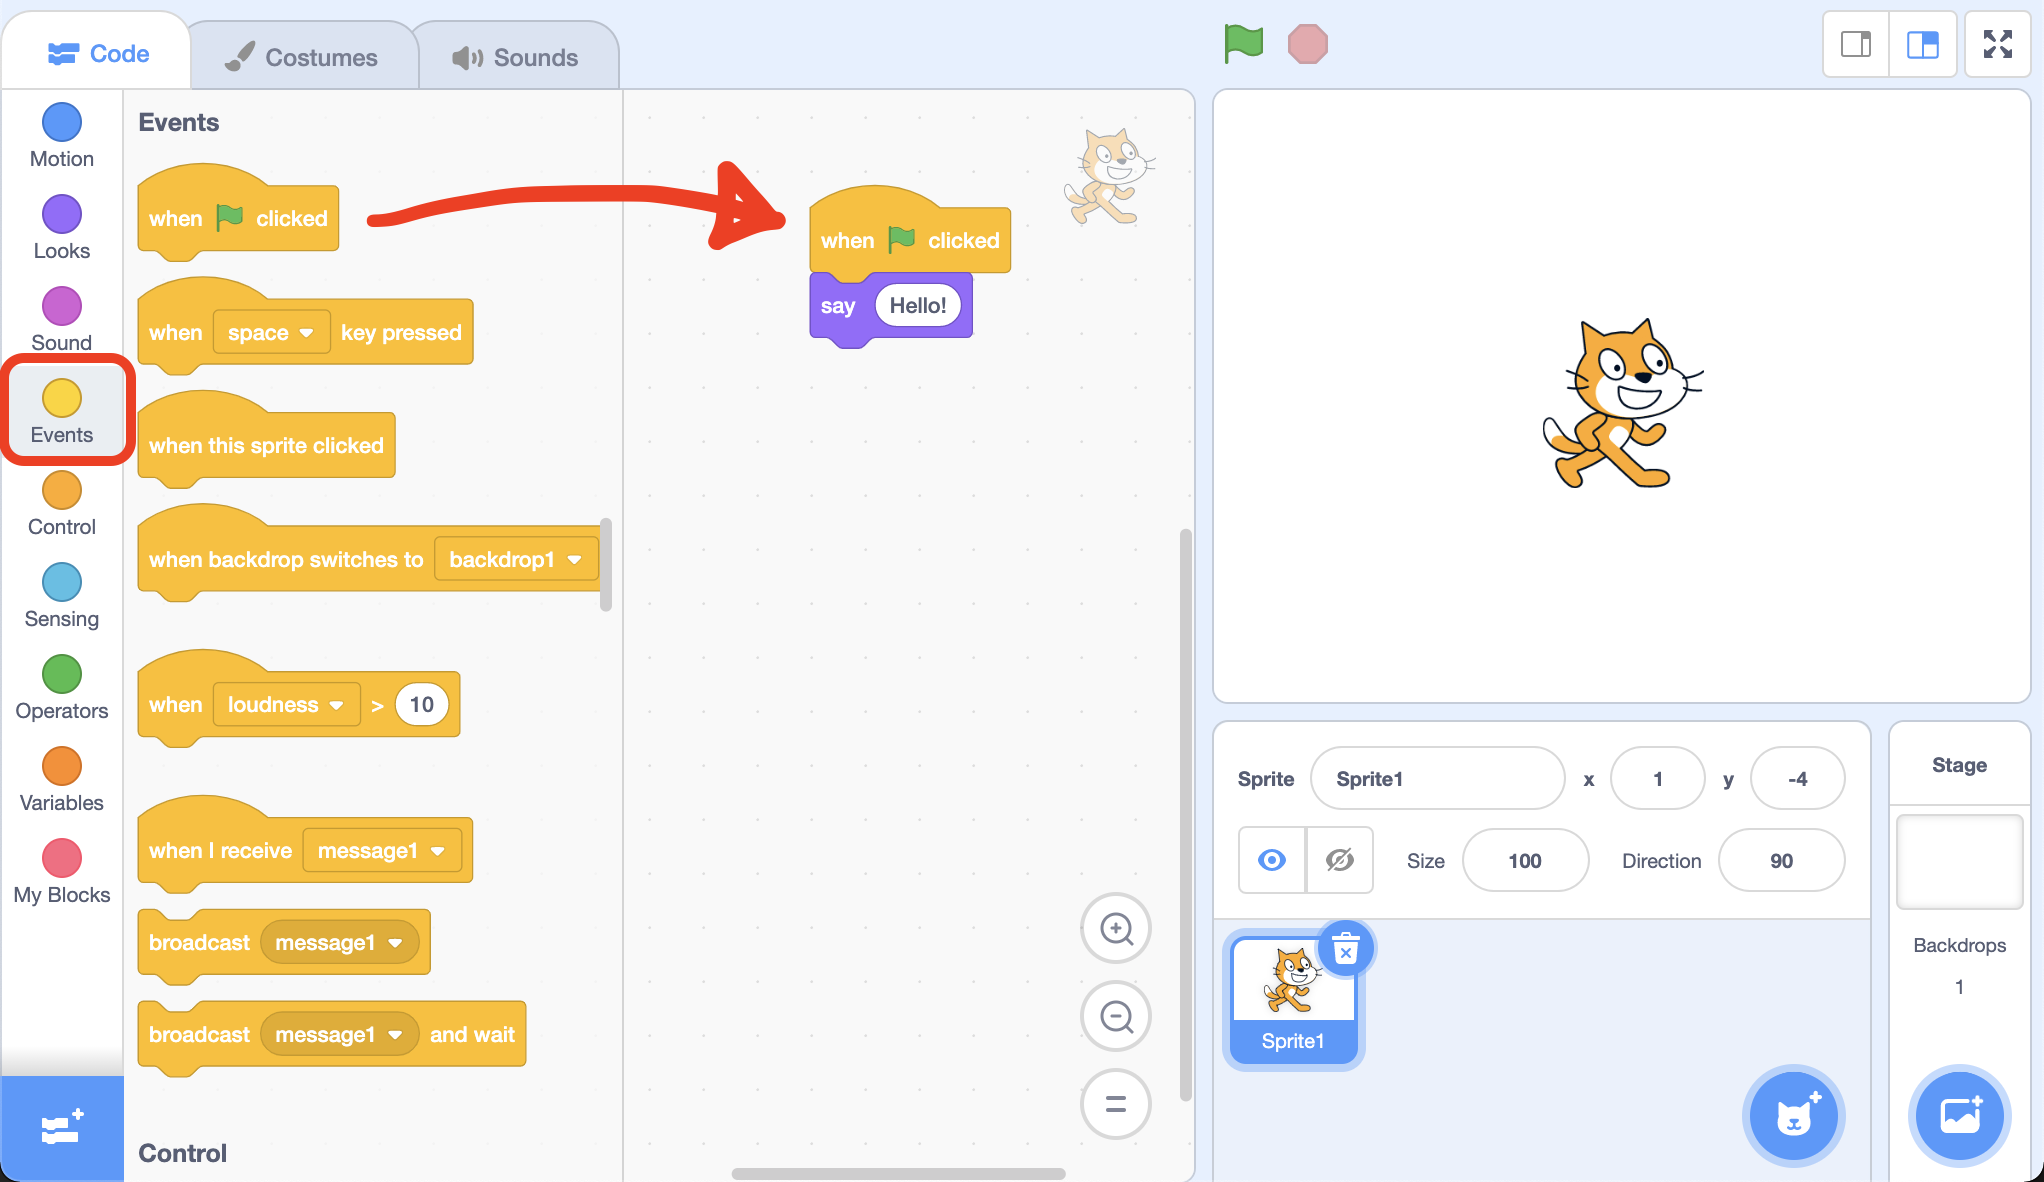 Code
Costumes
Sounds
Motion
Looks
Sound
Events
Control
Sensing
Operators
Variables
My Blocks
Events
when clicked
when space key pressed
when this sprite clicked
when backdrop switches to backdrop1
when loudness > 10
when I receive message1
broadcast message1
broadcast message1 and wait
Control
when clicked
say Hello!
Sprite Sprite1 x 1 y -4
Size 100 Direction 90
Sprite1
Stage
Backdrops
1